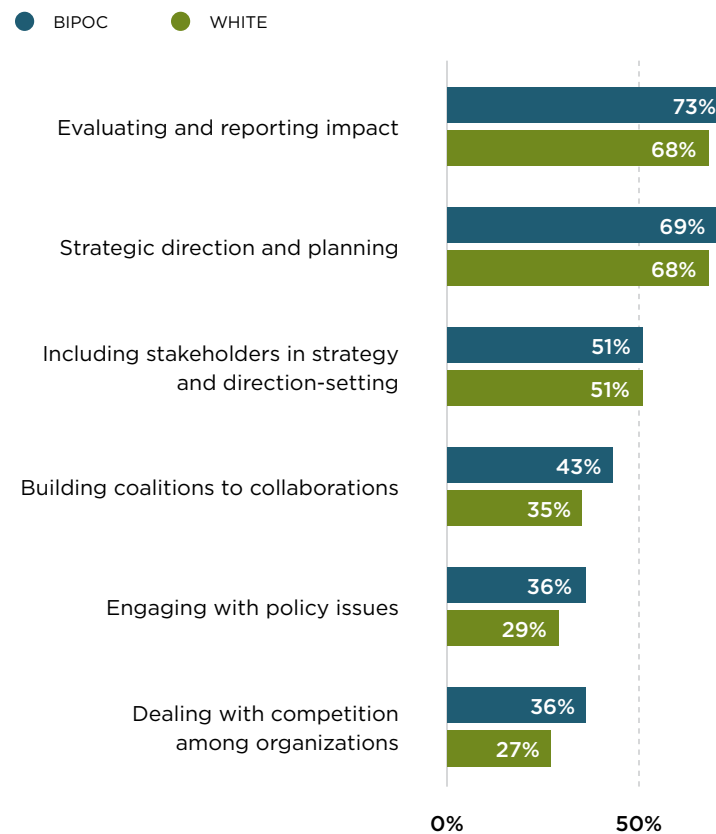 BIPOC WHITE
Evaluating and reporting impact
73%
68%
Strategic direction and planning
69%
68%
Including stakeholders in strategy
and direction-setting
51%
51%
Building coalitions to collaborations
43%
35%
Engaging with policy issues
36%
29%
Dealing with competition
among organizations
36%
27%
0% 50%